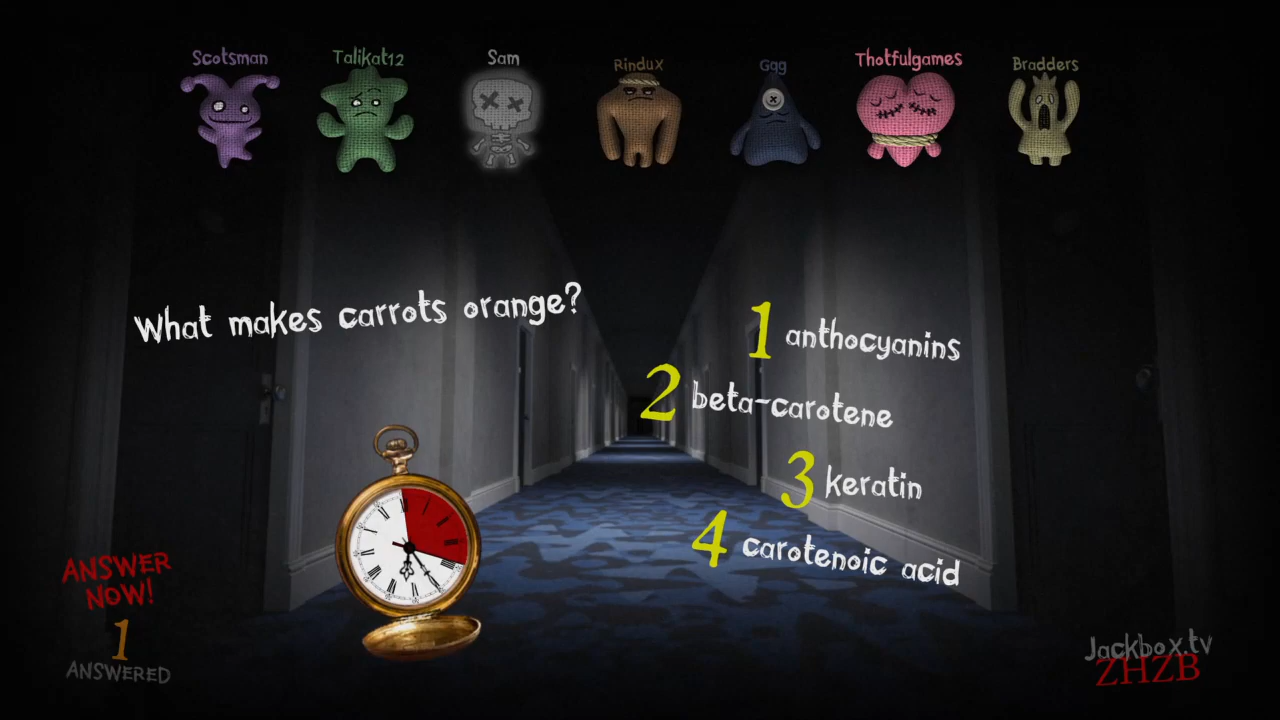 Scotsman
Talikat12
Sam
Rindux
Ggg
Thotfulgames
Bradders
What makes carrots orange?
1 anthocyanins
2 beta-carotene
3 keratin
4 carotenoic acid
ANSWER
NOW!
1
ANSWERED
Jackbox.tv
ZHZB